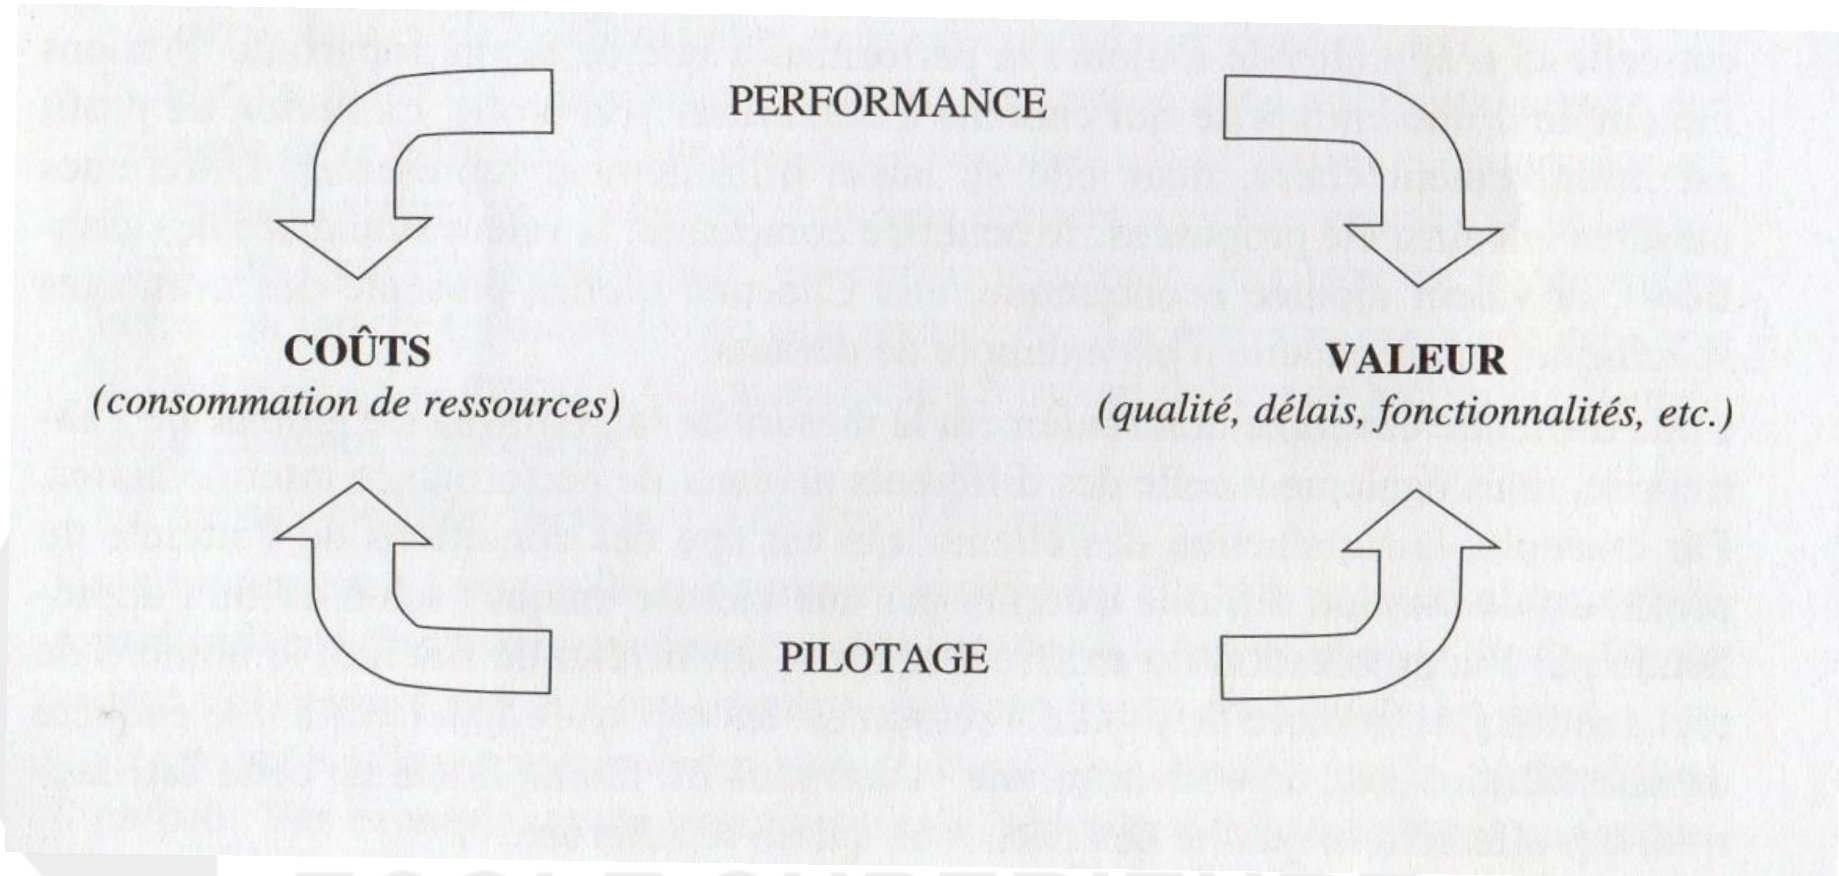 PERFORMANCE
COÛTS
(consommation de ressources)
VALEUR
(qualité, délais, fonctionnalités, etc.)
PILOTAGE